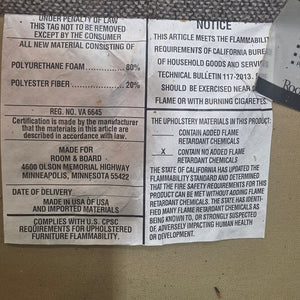 UNDER PENALTY OF LAW
THIS TAG NOT TO BE REMOVED
EXCEPT BY THE CONSUMER
ALL NEW MATERIAL CONSISTING OF
POLYURETHANE FOAM 80%
POLYESTER FIBER 20%
REG. NO. VA 6645
Certification is made by the manufacturer
that the materials in this article are
described in accordance with law.
MADE FOR
ROOM & BOARD
4600 OLSON MEMORIAL HIGHWAY
MINNEAPOLIS, MINNESOTA 55422
DATE OF DELIVERY
MADE IN USA OF USA
AND IMPORTED MATERIALS
COMPLIES WITH U.S. CPSC
REQUIREMENTS FOR UPHOLSTERED
FURNITURE FLAMMABILITY.
NOTICE
THIS ARTICLE MEETS THE FLAMMABILIT
REQUIREMENTS OF CALIFORNIA BUREA
OF HOUSEHOLD GOODS AND SERVICE
TECHNICAL BULLETIN 117-2013.
SHOULD BE EXERCISED NEAR
FLAME OR WITH BURNING CIGARETTES.
THE UPHOLSTERY MATERIALS IN THIS PRODUCT:
CONTAIN ADDED FLAME
RETARDANT CHEMICALS
X CONTAIN NO ADDED FLAME
RETARDANT CHEMICALS
THE STATE OF CALIFORNIA HAS UPDATED THE
FLAMMABILITY STANDARD AND DETERMINED
THAT THE FIRE SAFETY REQUIREMENTS FOR THIS
PRODUCT CAN BE MET WITHOUT ADDING FLAME
RETARDANT CHEMICALS. THE STATE HAS IDENTI-
FIED MANY FLAME RETARDANT CHEMICALS AS
BEING KNOWN TO, OR STRONGLY SUSPECTED
OF, ADVERSELY IMPACTING HUMAN HEALTH
OR DEVELOPMENT.
Roo